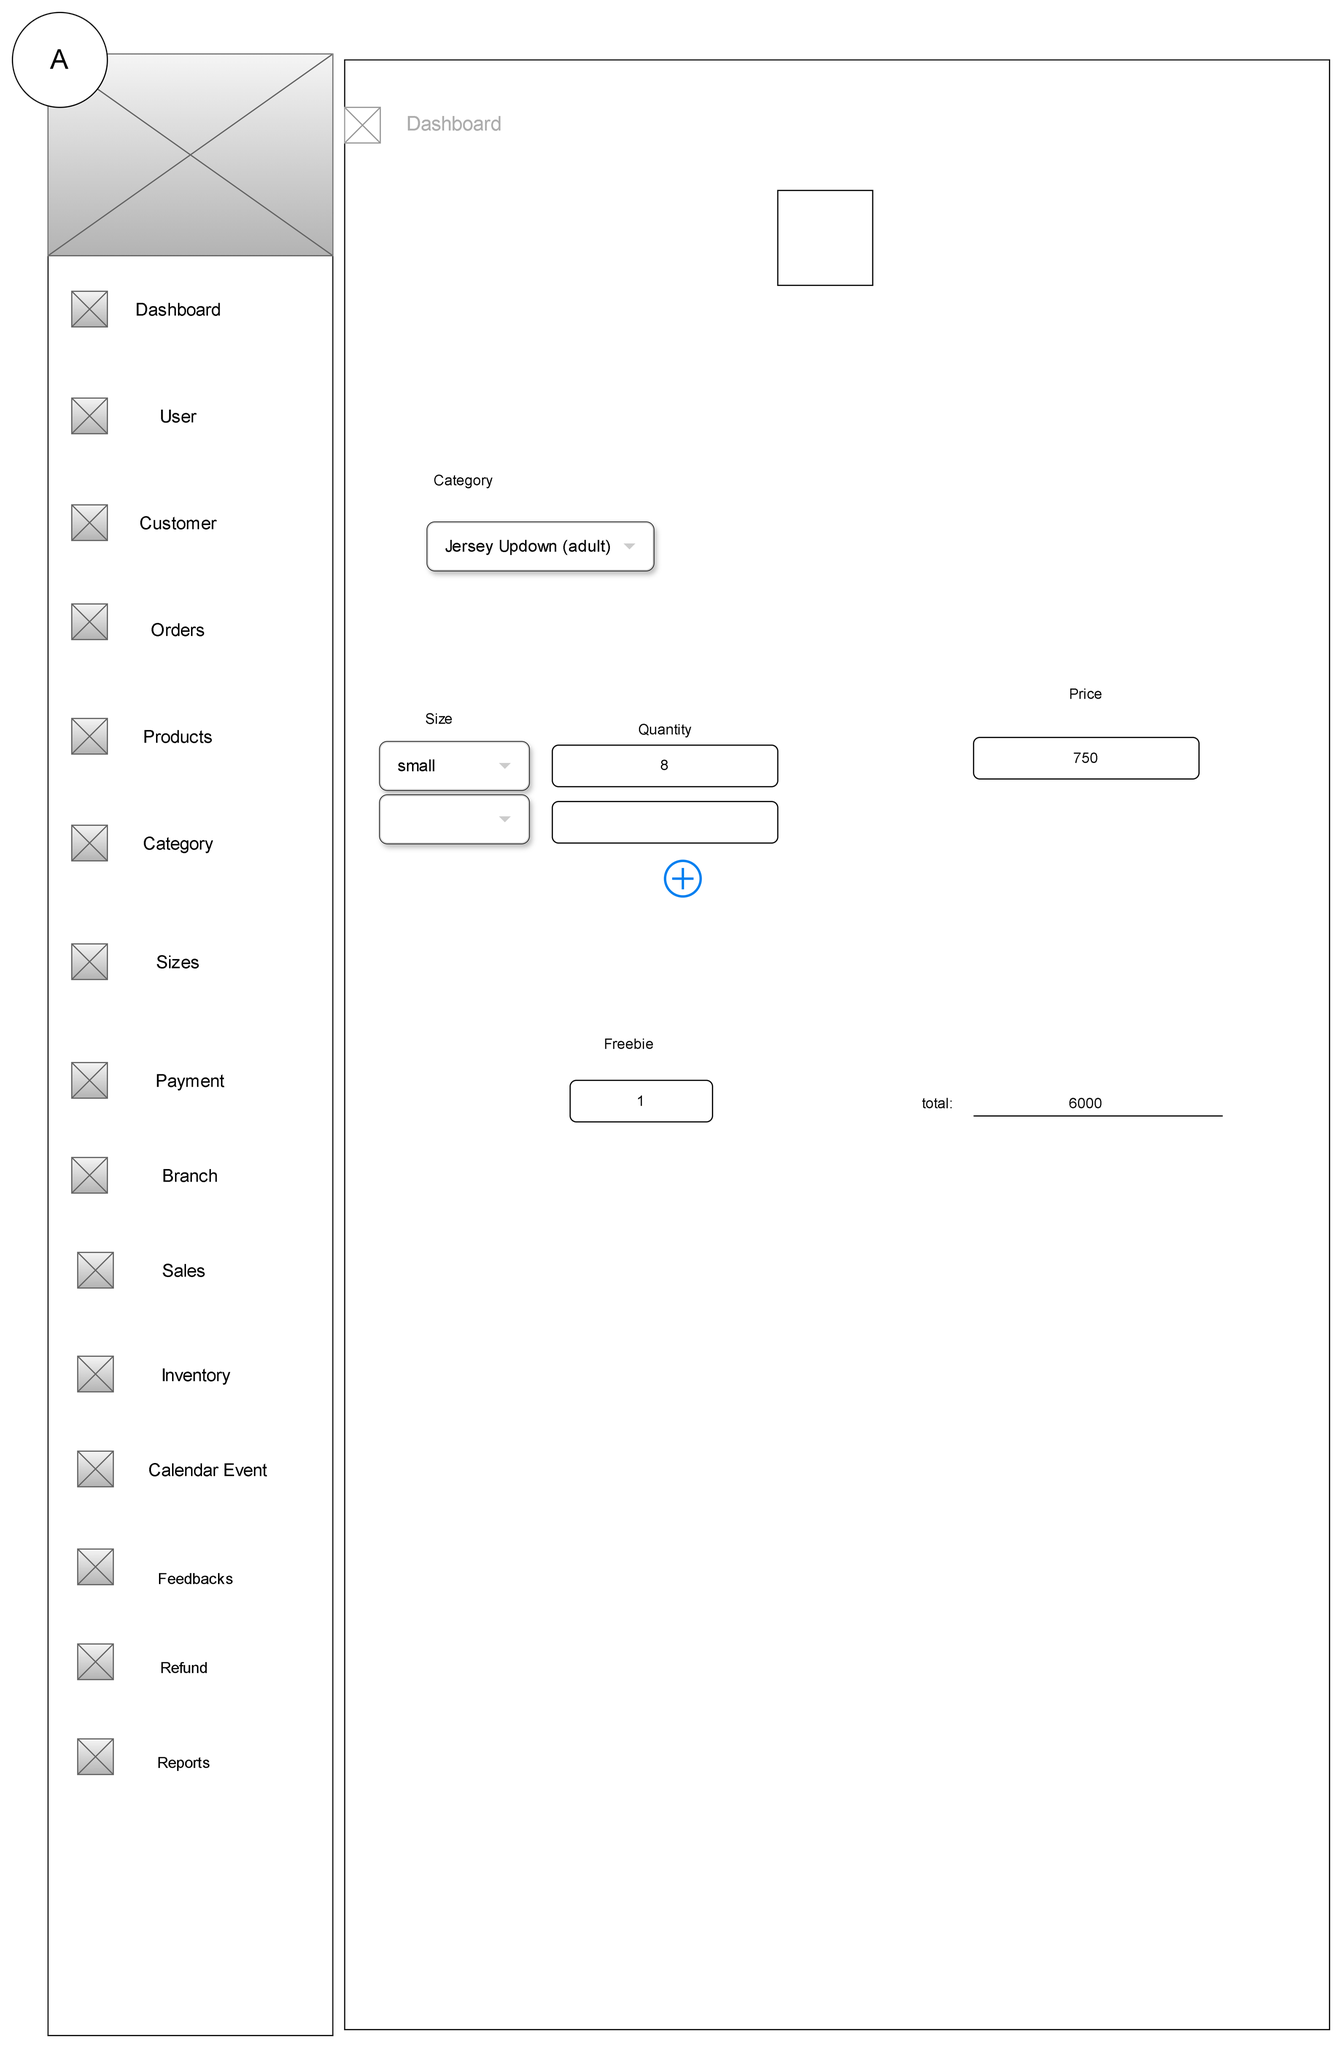 A
Dashboard
User
Customer
Orders
Products
Category
Sizes
Payment
Branch
Sales
Inventory
Calendar Event
Feedbacks
Refund
Reports
Dashboard
Category
Jersey Updown (adult)
Size
Quantity
Price
small
8
750
Freebie
1
total:
6000